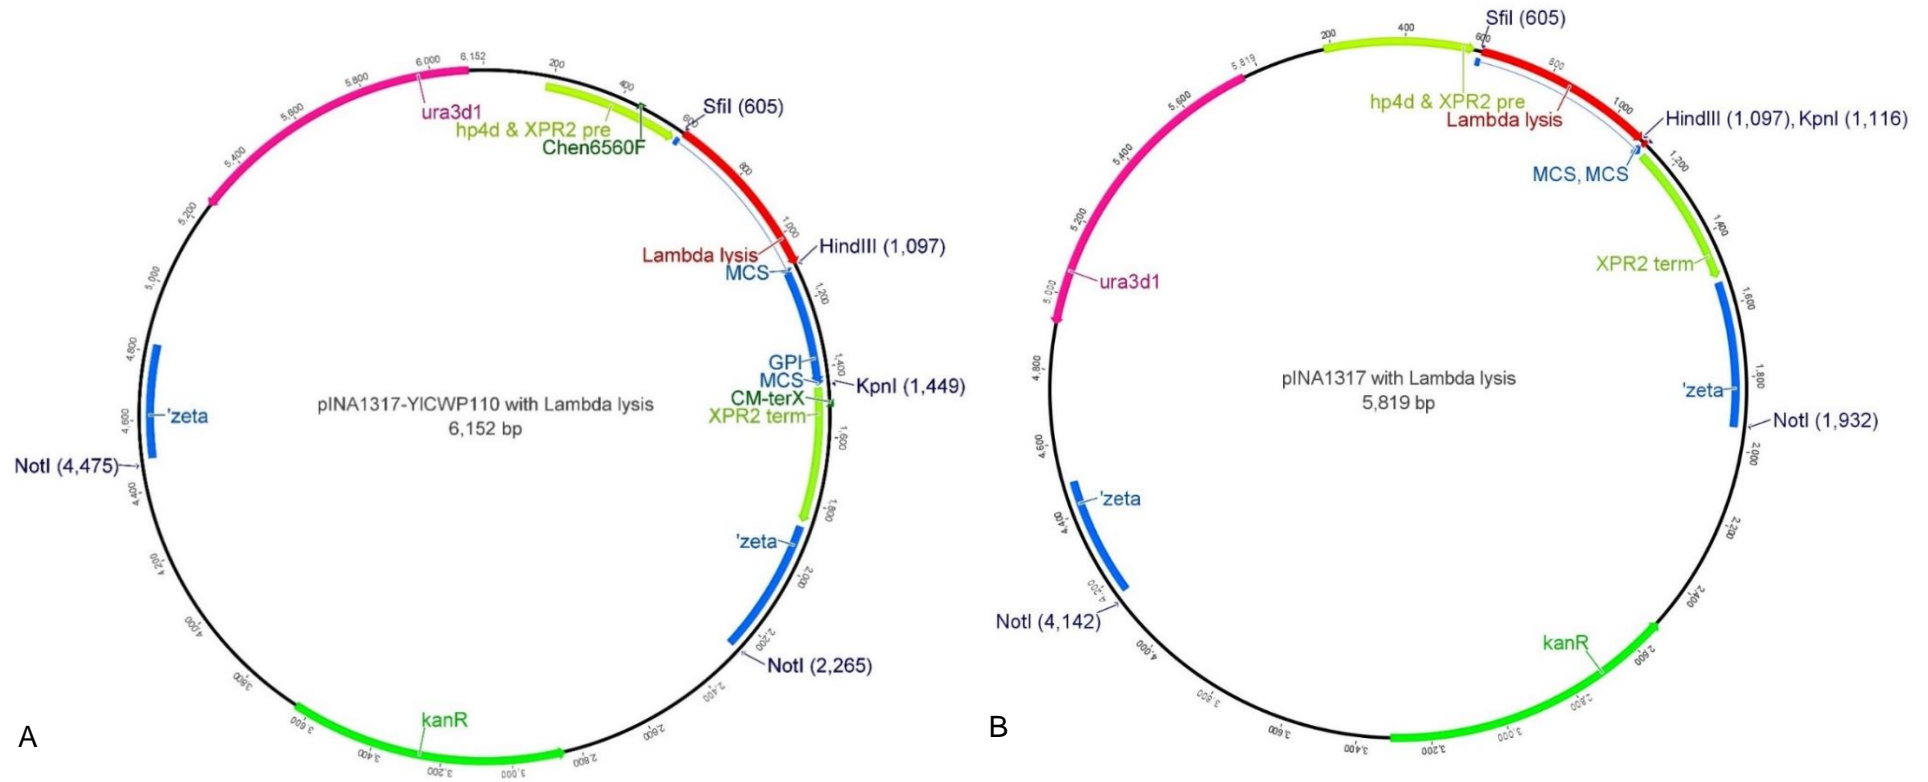 6,152
200
400
600
800
1,000
1,200
1,400
1,600
1,800
2,000
2,200
2,400
2,600
2,800
3,000
3,200
3,400
3,600
3,800
4,000
4,200
4,400
4,600
4,800
5,000
5,200
5,400
5,600
5,800
6,000
ura3d1
hp4d & XPR2 pre
Chen6560F
SfiI (605)
Lambda lysis
HindIII (1,097)
MCS
GPI
MCS
KpnI (1,449)
CM-terX
XPR2 term
'zeta
NotI (2,265)
kanR
NotI (4,475)
'zeta
pINA1317-YlCWP110 with Lambda lysis
6,152 bp
A
5,819
200
400
600
800
1,000
1,200
1,400
1,600
1,800
2,000
2,200
2,400
2,600
2,800
3,000
3,200
3,400
3,600
3,800
4,000
4,200
4,400
4,600
4,800
5,000
5,200
5,400
5,600
SfiI (605)
hp4d & XPR2 pre
Lambda lysis
HindIII (1,097), KpnI (1,116)
MCS, MCS
XPR2 term
'zeta
NotI (1,932)
kanR
NotI (4,142)
'zeta
ura3d1
pINA1317 with Lambda lysis
5,819 bp
B